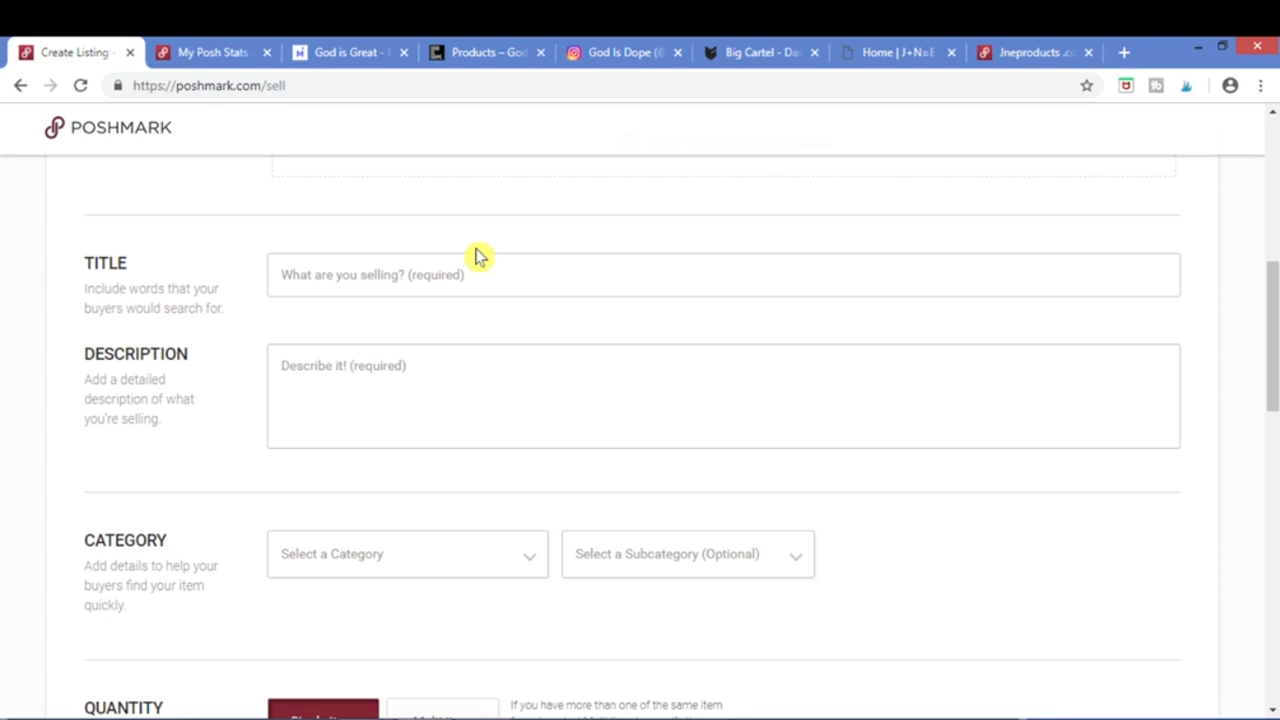 Create Listing -
My Posh Stats
God is Great -
Products – God
God Is Dope (
Big Cartel - Da
Home | J+N=E
Jneproducts .co
https://poshmark.com/sell
POSHMARK
TITLE
Include words that your
buyers would search for.
What are you selling? (required)
DESCRIPTION
Add a detailed
description of what
you're selling.
Describe it! (required)
CATEGORY
Add details to help your
buyers find your item
quickly.
Select a Category
Select a Subcategory (Optional)
QUANTITY
If you have more than one of the same item